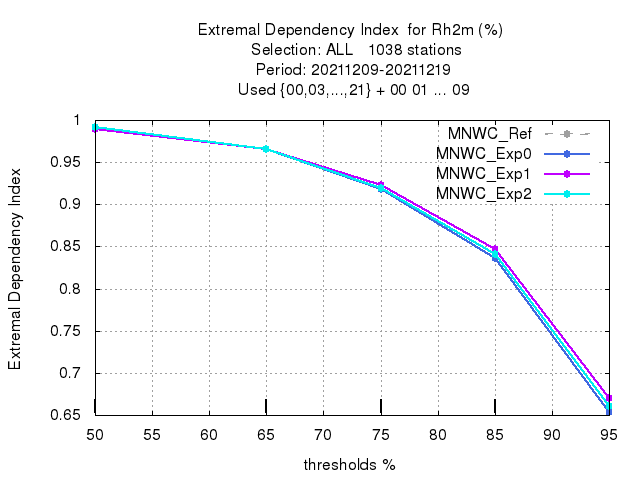 Extremal Dependency Index  for Rh2m (%)
Selection: ALL   1038 stations
Period: 20211209-20211219
Used {00,03,...,21} + 00 01 ... 09
Extremal Dependency Index
1
0.95
0.9
0.85
0.8
0.75
0.7
0.65
MNWC_Ref
MNWC_Exp0
MNWC_Exp1
MNWC_Exp2
50 55 60 65 70 75 80 85 90 95
thresholds %